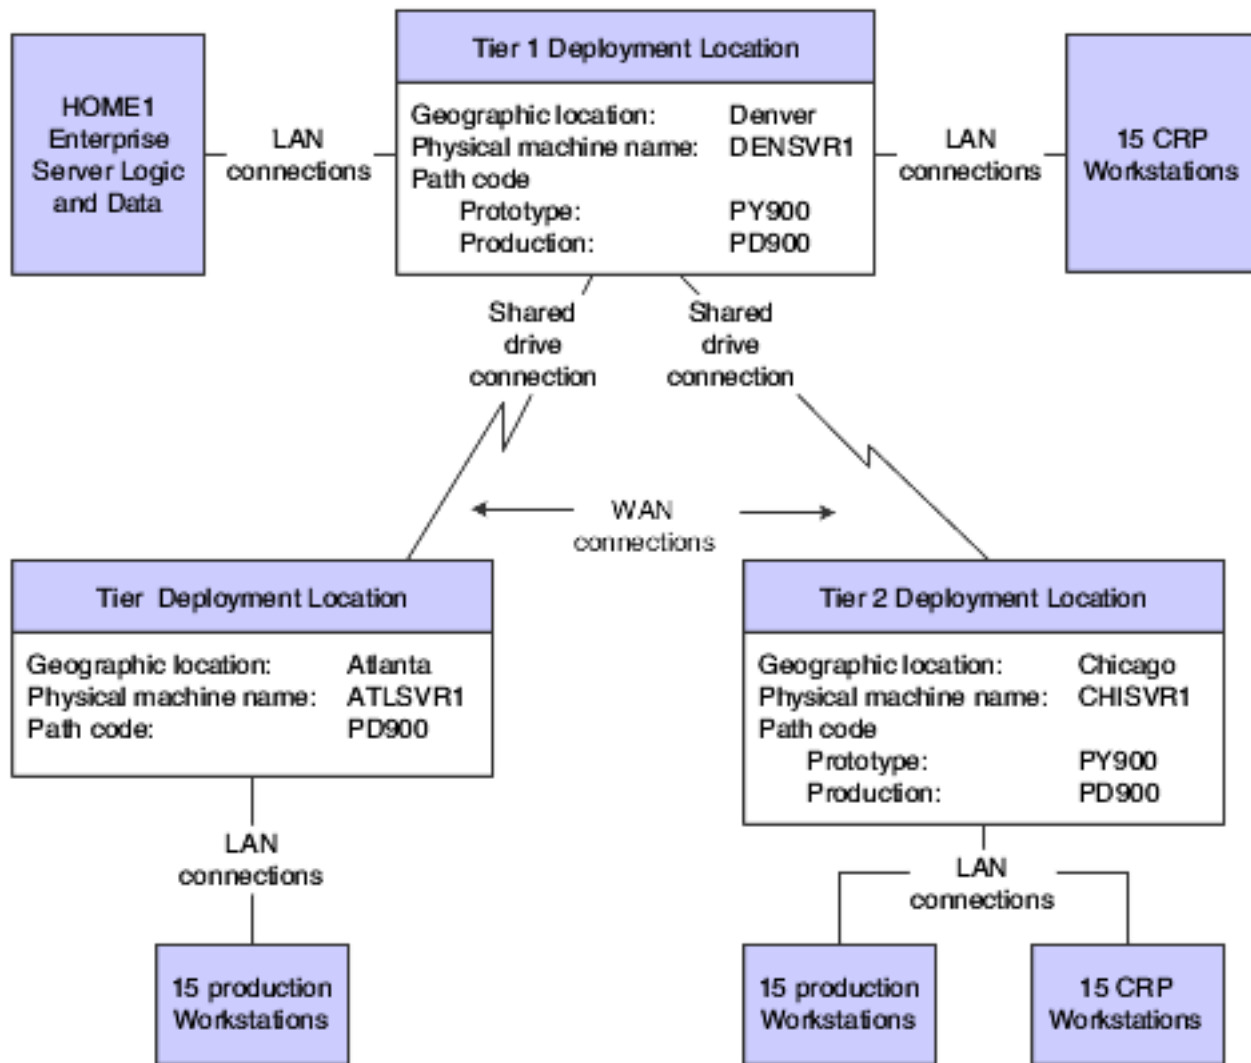 Tier 1 Deployment Location
HOME1
Enterprise
Server Logic
and Data
LAN
connections
Geographic location: Denver
Physical machine name: DENSVR1
Path code
Prototype: PY900
Production: PD900
LAN
connections
15 CRP
Workstations
Shared
drive
connection
Shared
drive
connection
WAN
connections
Tier Deployment Location
Geographic location: Atlanta
Physical machine name: ATLSVR1
Path code: PD900
Tier 2 Deployment Location
Geographic location: Chicago
Physical machine name: CHISVR1
Path code
Prototype: PY900
Production: PD900
LAN
connections
LAN
connections
15 production
Workstations
15 production
Workstations
15 CRP
Workstations